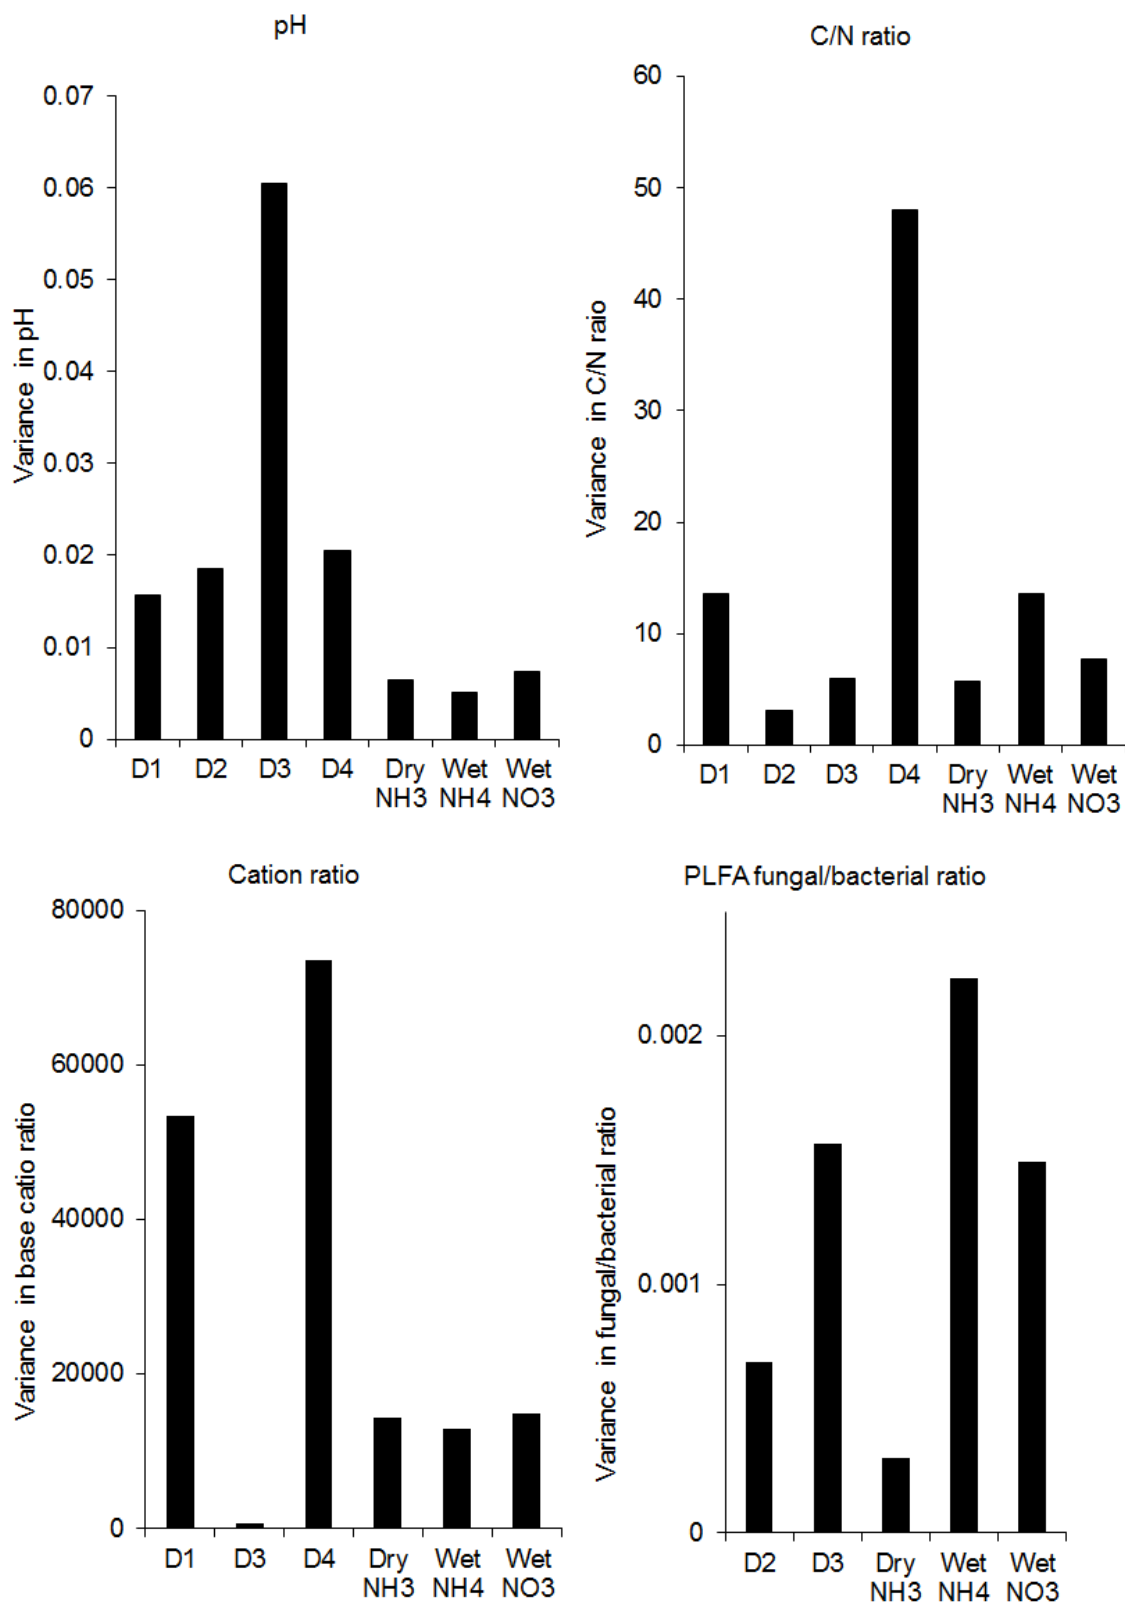 pH
0.07
0.06
0.05
0.04
0.03
0.02
0.01
0
Variance in pH
D1 D2 D3 D4 Dry Wet Wet
NH3 NH4 NO3
C/N ratio
60
50
40
30
20
10
0
Variance in C/N raio
D1 D2 D3 D4 Dry Wet Wet
NH3 NH4 NO3
Cation ratio
80000
60000
40000
20000
0
Variance in base catio ratio
D1 D3 D4 Dry Wet Wet
NH3 NH4 NO3
PLFA fungal/bacterial ratio
0.002
0.001
0
Variance in fungal/bacterial ratio
D2 D3 Dry Wet Wet
NH3 NH4 NO3